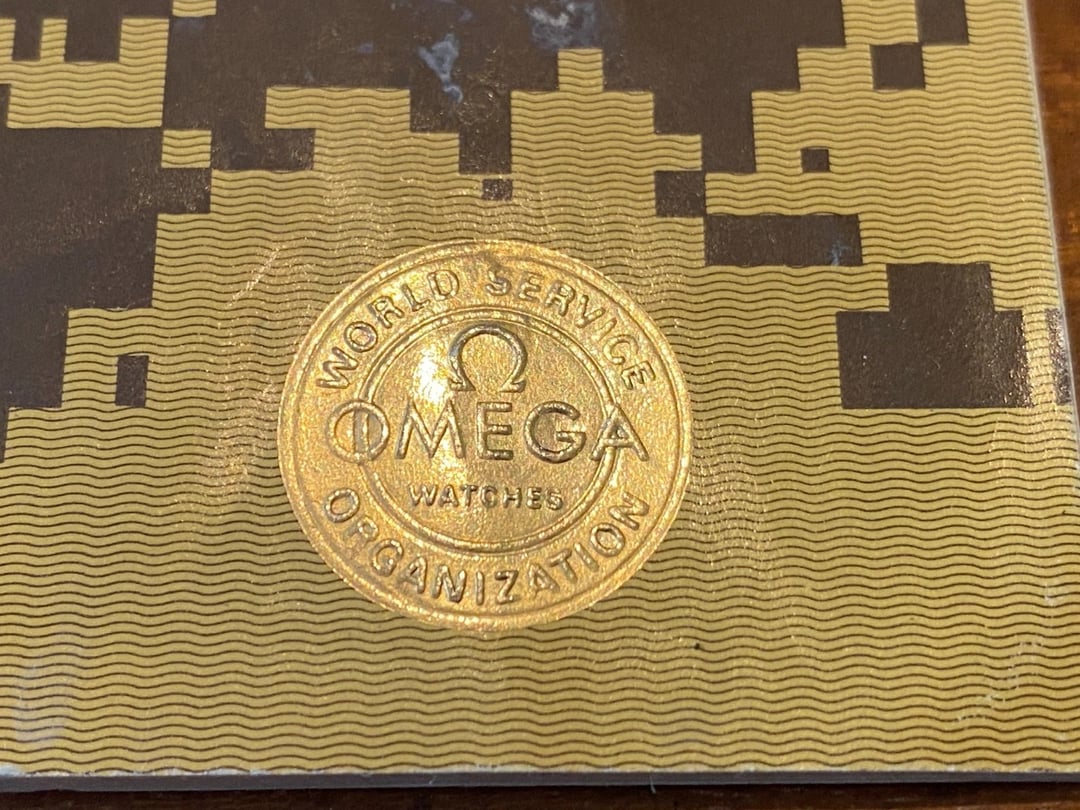 WORLD SERVICE
Ω
OMEGA
WATCHES
ORGANIZATION